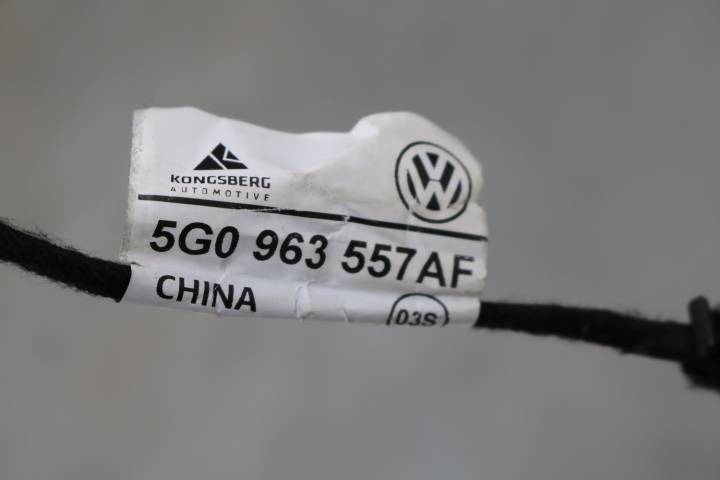 KONGSBERG
AUTOMOTIVE
5G0 963 557AF
CHINA
03S